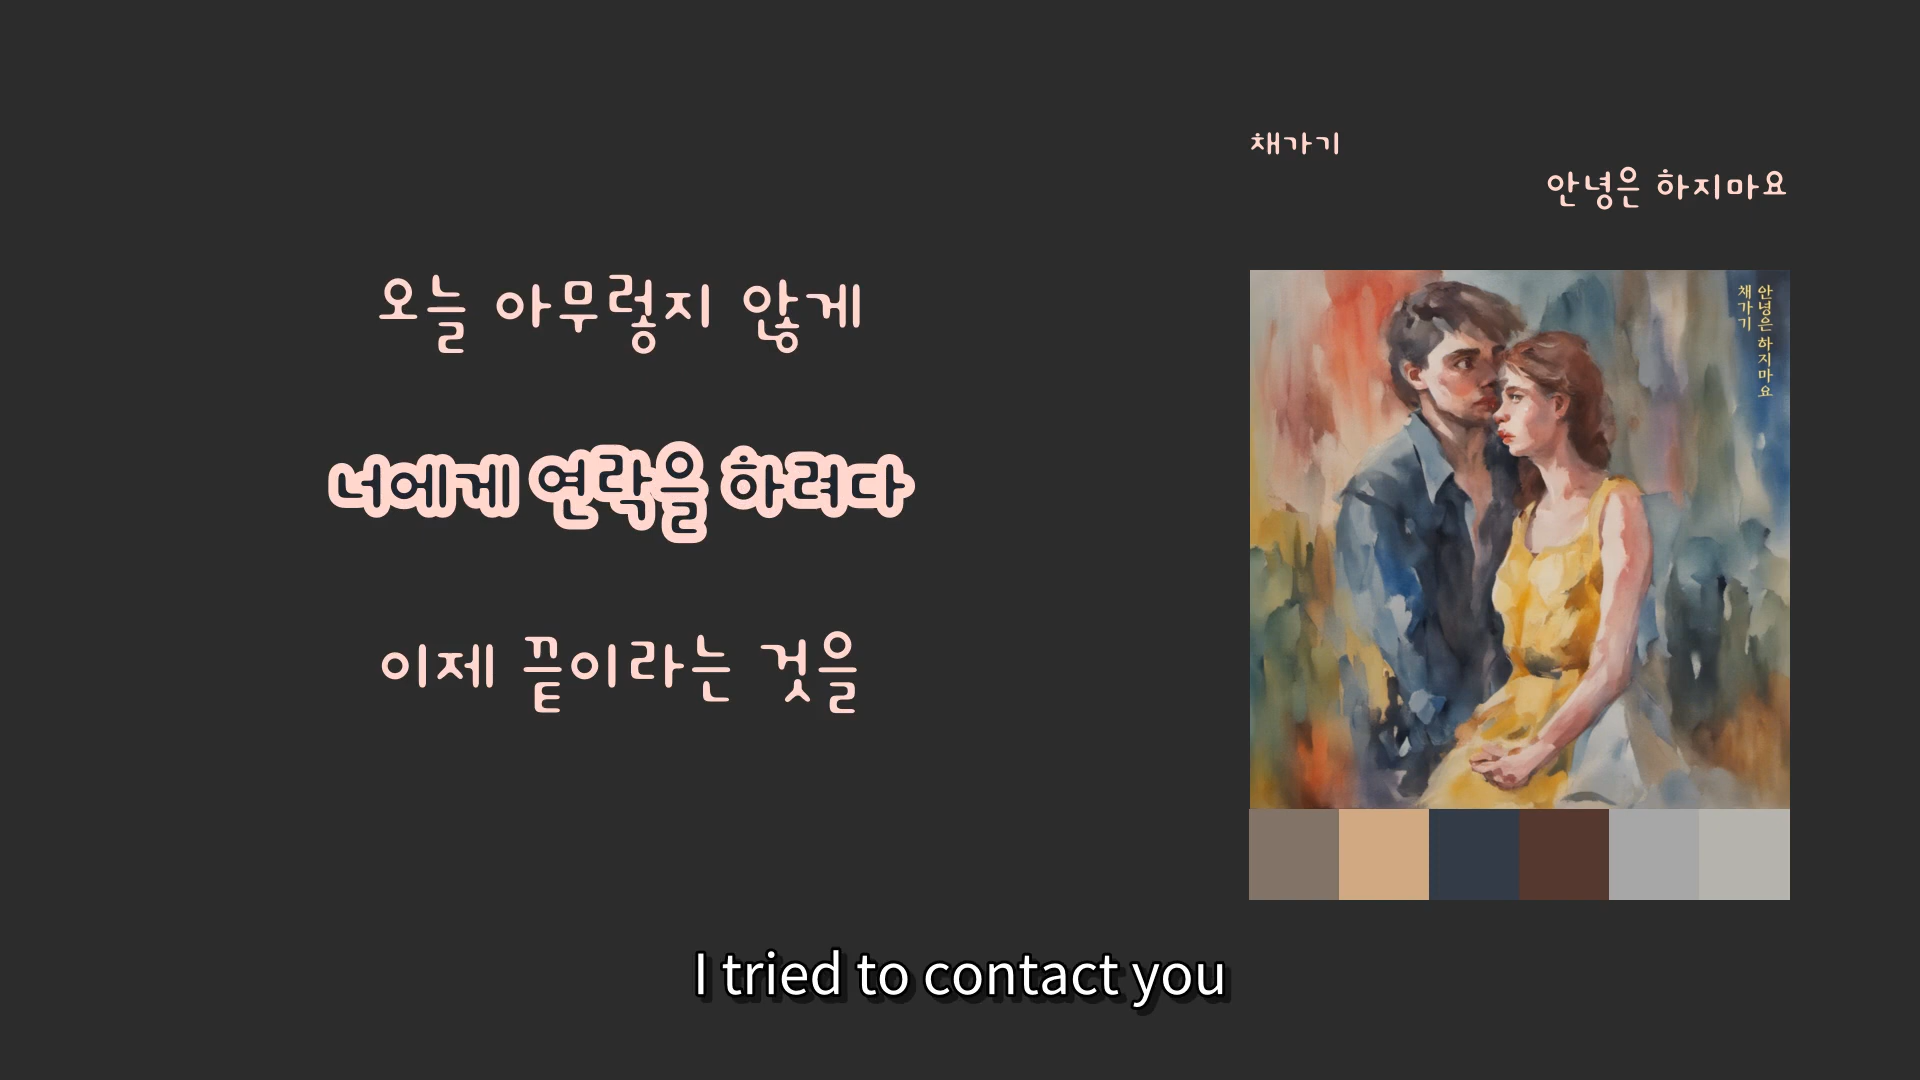 채가기
안녕은 하지마요
오늘 아무렇지 않게
너에게 연락을 하려다
이제 끝이라는 것을
안녕은 하지마요
채가기
I tried to contact you